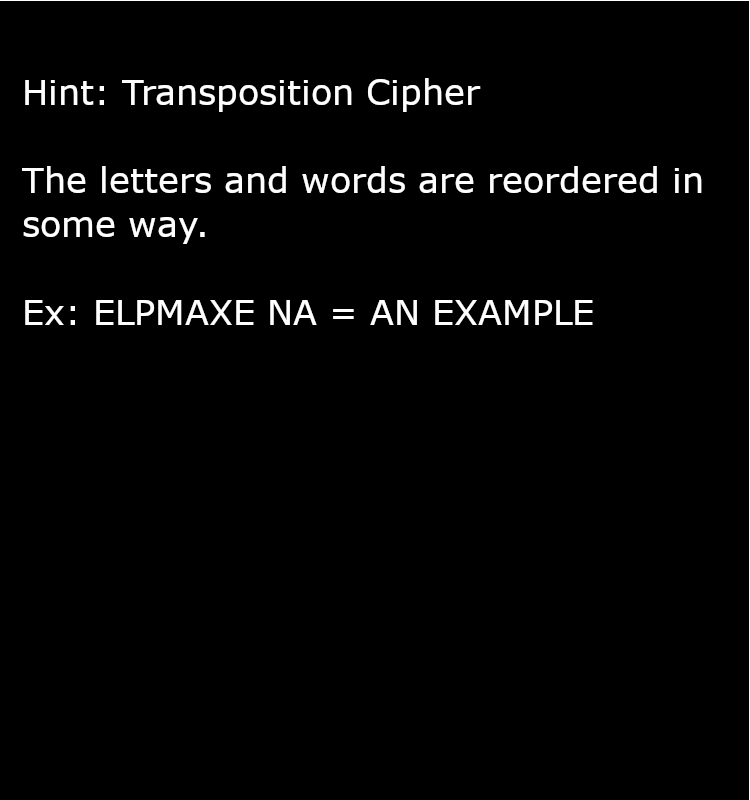 Hint: Transposition Cipher
The letters and words are reordered in
some way.
Ex: ELPMAXE NA = AN EXAMPLE